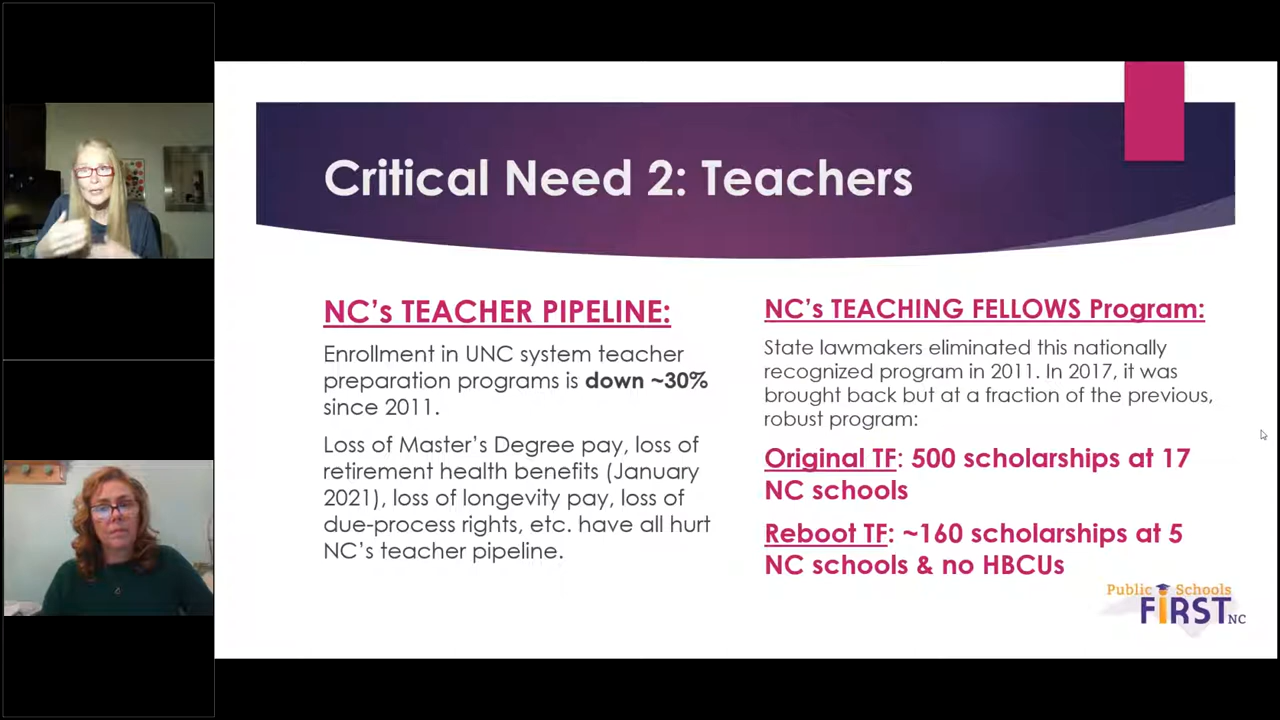 Critical Need 2: Teachers
NC's TEACHER PIPELINE:
Enrollment in UNC system teacher
preparation programs is down ~30%
since 2011.
Loss of Master's Degree pay, loss of
retirement health benefits (January
2021), loss of longevity pay, loss of
due-process rights, etc. have all hurt
NC's teacher pipeline.
NC's TEACHING FELLOWS Program:
State lawmakers eliminated this nationally
recognized program in 2011. In 2017, it was
brought back but at a fraction of the previous,
robust program:
Original TF: 500 scholarships at 17
NC schools
Reboot TF: ~160 scholarships at 5
NC schools & no HBCUs
Public Schools
FiRST NC